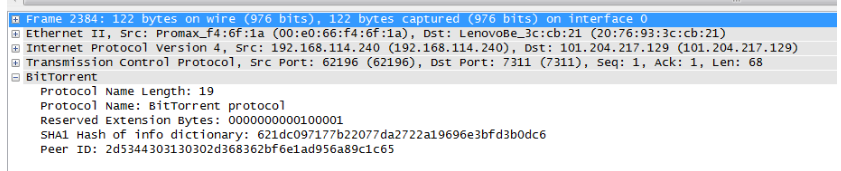 Frame 2384: 122 bytes on wire (976 bits), 122 bytes captured (976 bits) on interface 0
Ethernet II, Src: Promax_f4:6f:1a (00:e0:66:f4:6f:1a), Dst: LenovoBe_3c:cb:21 (20:76:93:3c:cb:21)
Internet Protocol Version 4, Src: 192.168.114.240 (192.168.114.240), Dst: 101.204.217.129 (101.204.217.129)
Transmission Control Protocol, Src Port: 62196 (62196), Dst Port: 7311 (7311), Seq: 1, Ack: 1, Len: 68
BitTorrent
Protocol Name Length: 19
Protocol Name: BitTorrent protocol
Reserved Extension Bytes: 0000000000100001
SHA1 Hash of info dictionary: 621dc097177b22077da2722a19696e3bfd3b0dc6
Peer ID: 2d5344303130302d368362bf6e1ad956a89c1c65